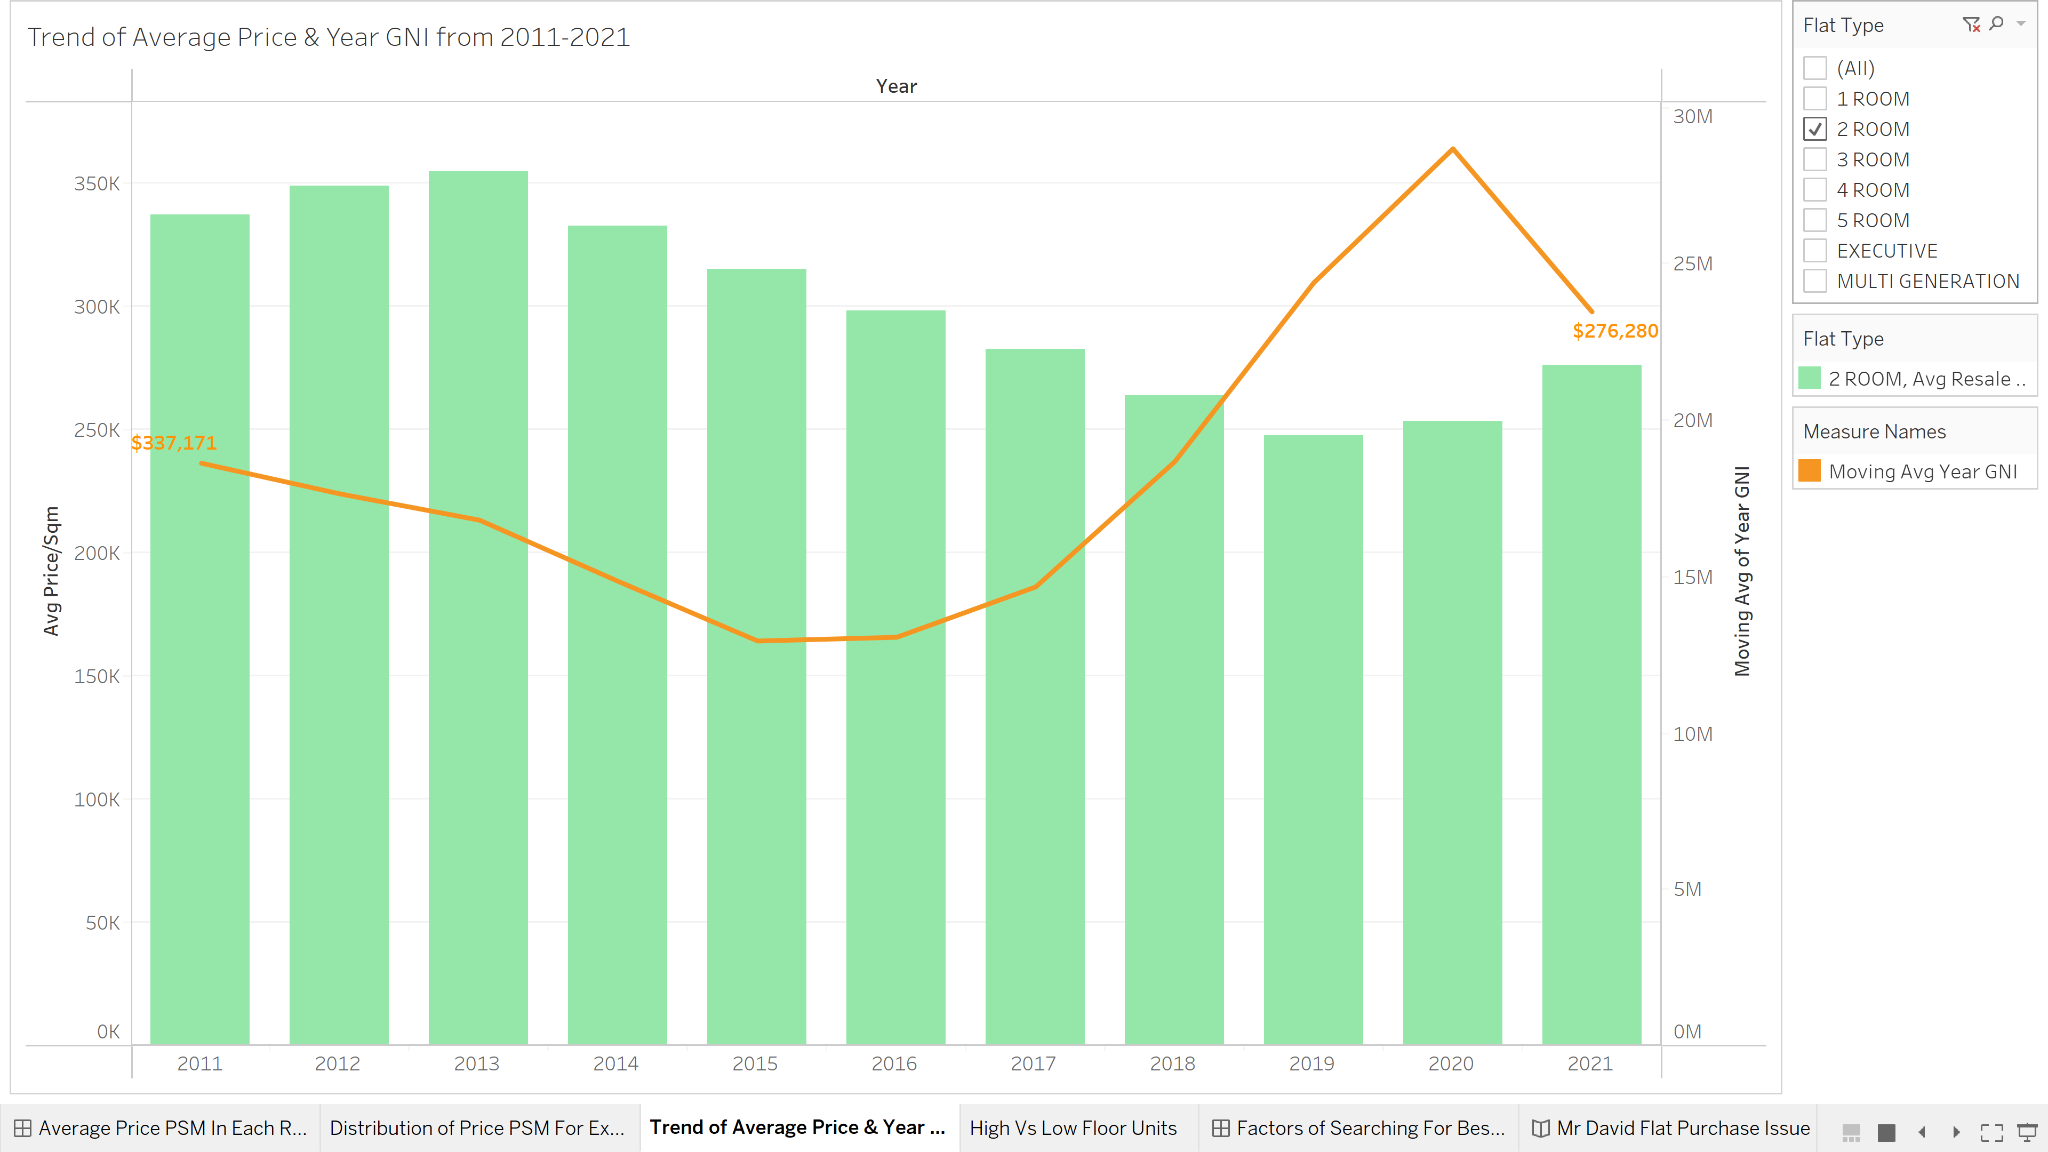 Trend of Average Price & Year GNI from 2011-2021
Year
350K
300K
250K
200K
150K
100K
50K
0K
Avg Price/Sqm
$337,171
$276,280
30M
25M
20M
15M
10M
5M
0M
Moving Avg of Year GNI
2011 2012 2013 2014 2015 2016 2017 2018 2019 2020 2021
Flat Type
(All)
1 ROOM
2 ROOM
3 ROOM
4 ROOM
5 ROOM
EXECUTIVE
MULTI GENERATION
Flat Type
2 ROOM, Avg Resale ..
Measure Names
Moving Avg Year GNI
Average Price PSM In Each R...
Distribution of Price PSM For Ex...
Trend of Average Price & Year ...
High Vs Low Floor Units
Factors of Searching For Bes...
Mr David Flat Purchase Issue